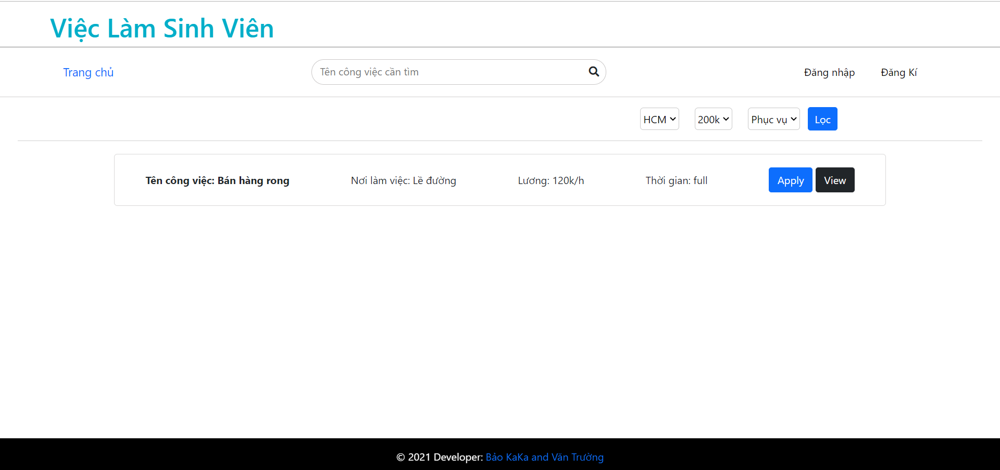 Việc Làm Sinh Viên
Trang chủ
Tên công việc cần tìm
Đăng nhập
Đăng Kí
HCM
200k
Phục vụ
Lọc
Tên công việc: Bán hàng rong
Nơi làm việc: Lề đường
Lương: 120k/h
Thời gian: full
Apply
View
© 2021 Developer: Bảo KaKa and Văn Trường